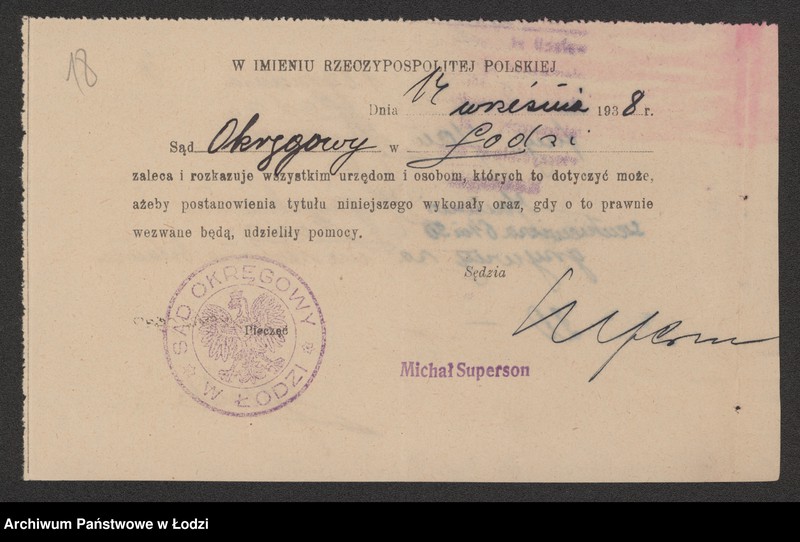 18
W IMIENIU RZECZYPOSPOLITEJ POLSKIEJ
Dnia 17 września 1938 r.
Sąd Okręgowy w Łodzi
zaleca i rozkazuje wszystkim urzędom i osobom, których to dotyczyć może,
ażeby postanowienia tytułu niniejszego wykonały oraz, gdy o to prawnie
wezwane będą, udzieliły pomocy.
Sędzia
SĄD OKRĘGOWY W ŁODZI
Pieczęć
Michał Superson
Archiwum Państwowe w Łodzi